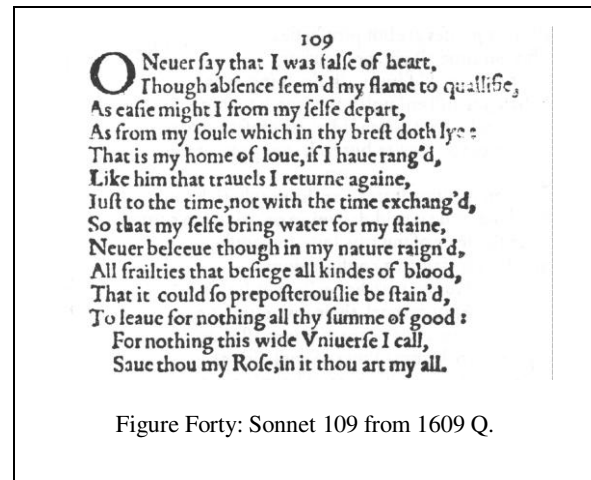 109
O Neuer ſay that I was falſe of heart,
Though abſence ſeem'd my flame to quallifie,
As eaſie might I from my ſelfe depart,
As from my ſoule which in thy breſt doth lye :
That is my home of loue, if I haue rang'd,
Like him that trauels I returne againe,
Iuſt to the time, not with the time exchang'd,
So that my ſelfe bring water for my ſtaine,
Neuer beleeue though in my nature raign'd,
All frailties that beſiege all kindes of blood,
That it could ſo prepoſterouſlie be ſtain'd,
To leaue for nothing all thy ſumme of good :
For nothing this wide Vniuerſe I call,
Saue thou my Roſe, in it thou art my all.
Figure Forty: Sonnet 109 from 1609 Q.